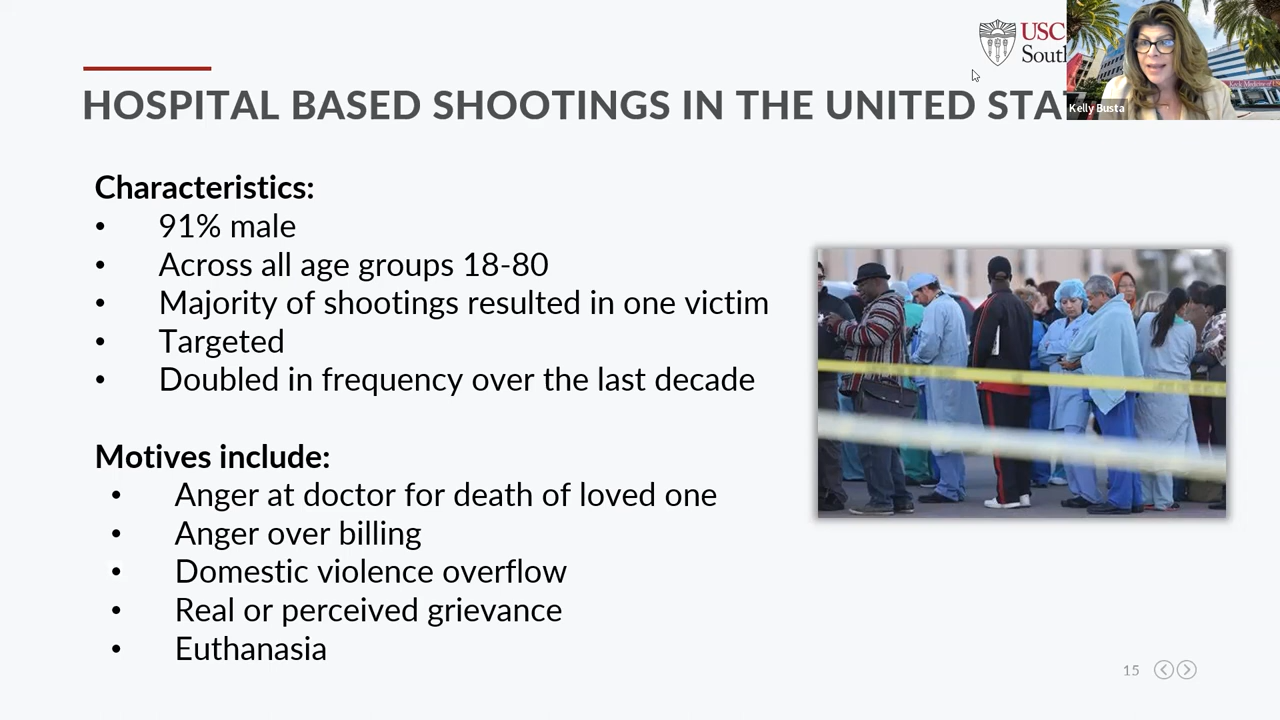 USC
HOSPITAL BASED SHOOTINGS IN THE UNITED STA
Kelly Busta
Characteristics:
• 91% male
• Across all age groups 18-80
• Majority of shootings resulted in one victim
• Targeted
• Doubled in frequency over the last decade
Motives include:
• Anger at doctor for death of loved one
• Anger over billing
• Domestic violence overflow
• Real or perceived grievance
• Euthanasia
15